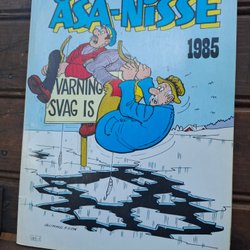 ÅSA-NISSE
1985
VARNING
SVAG IS